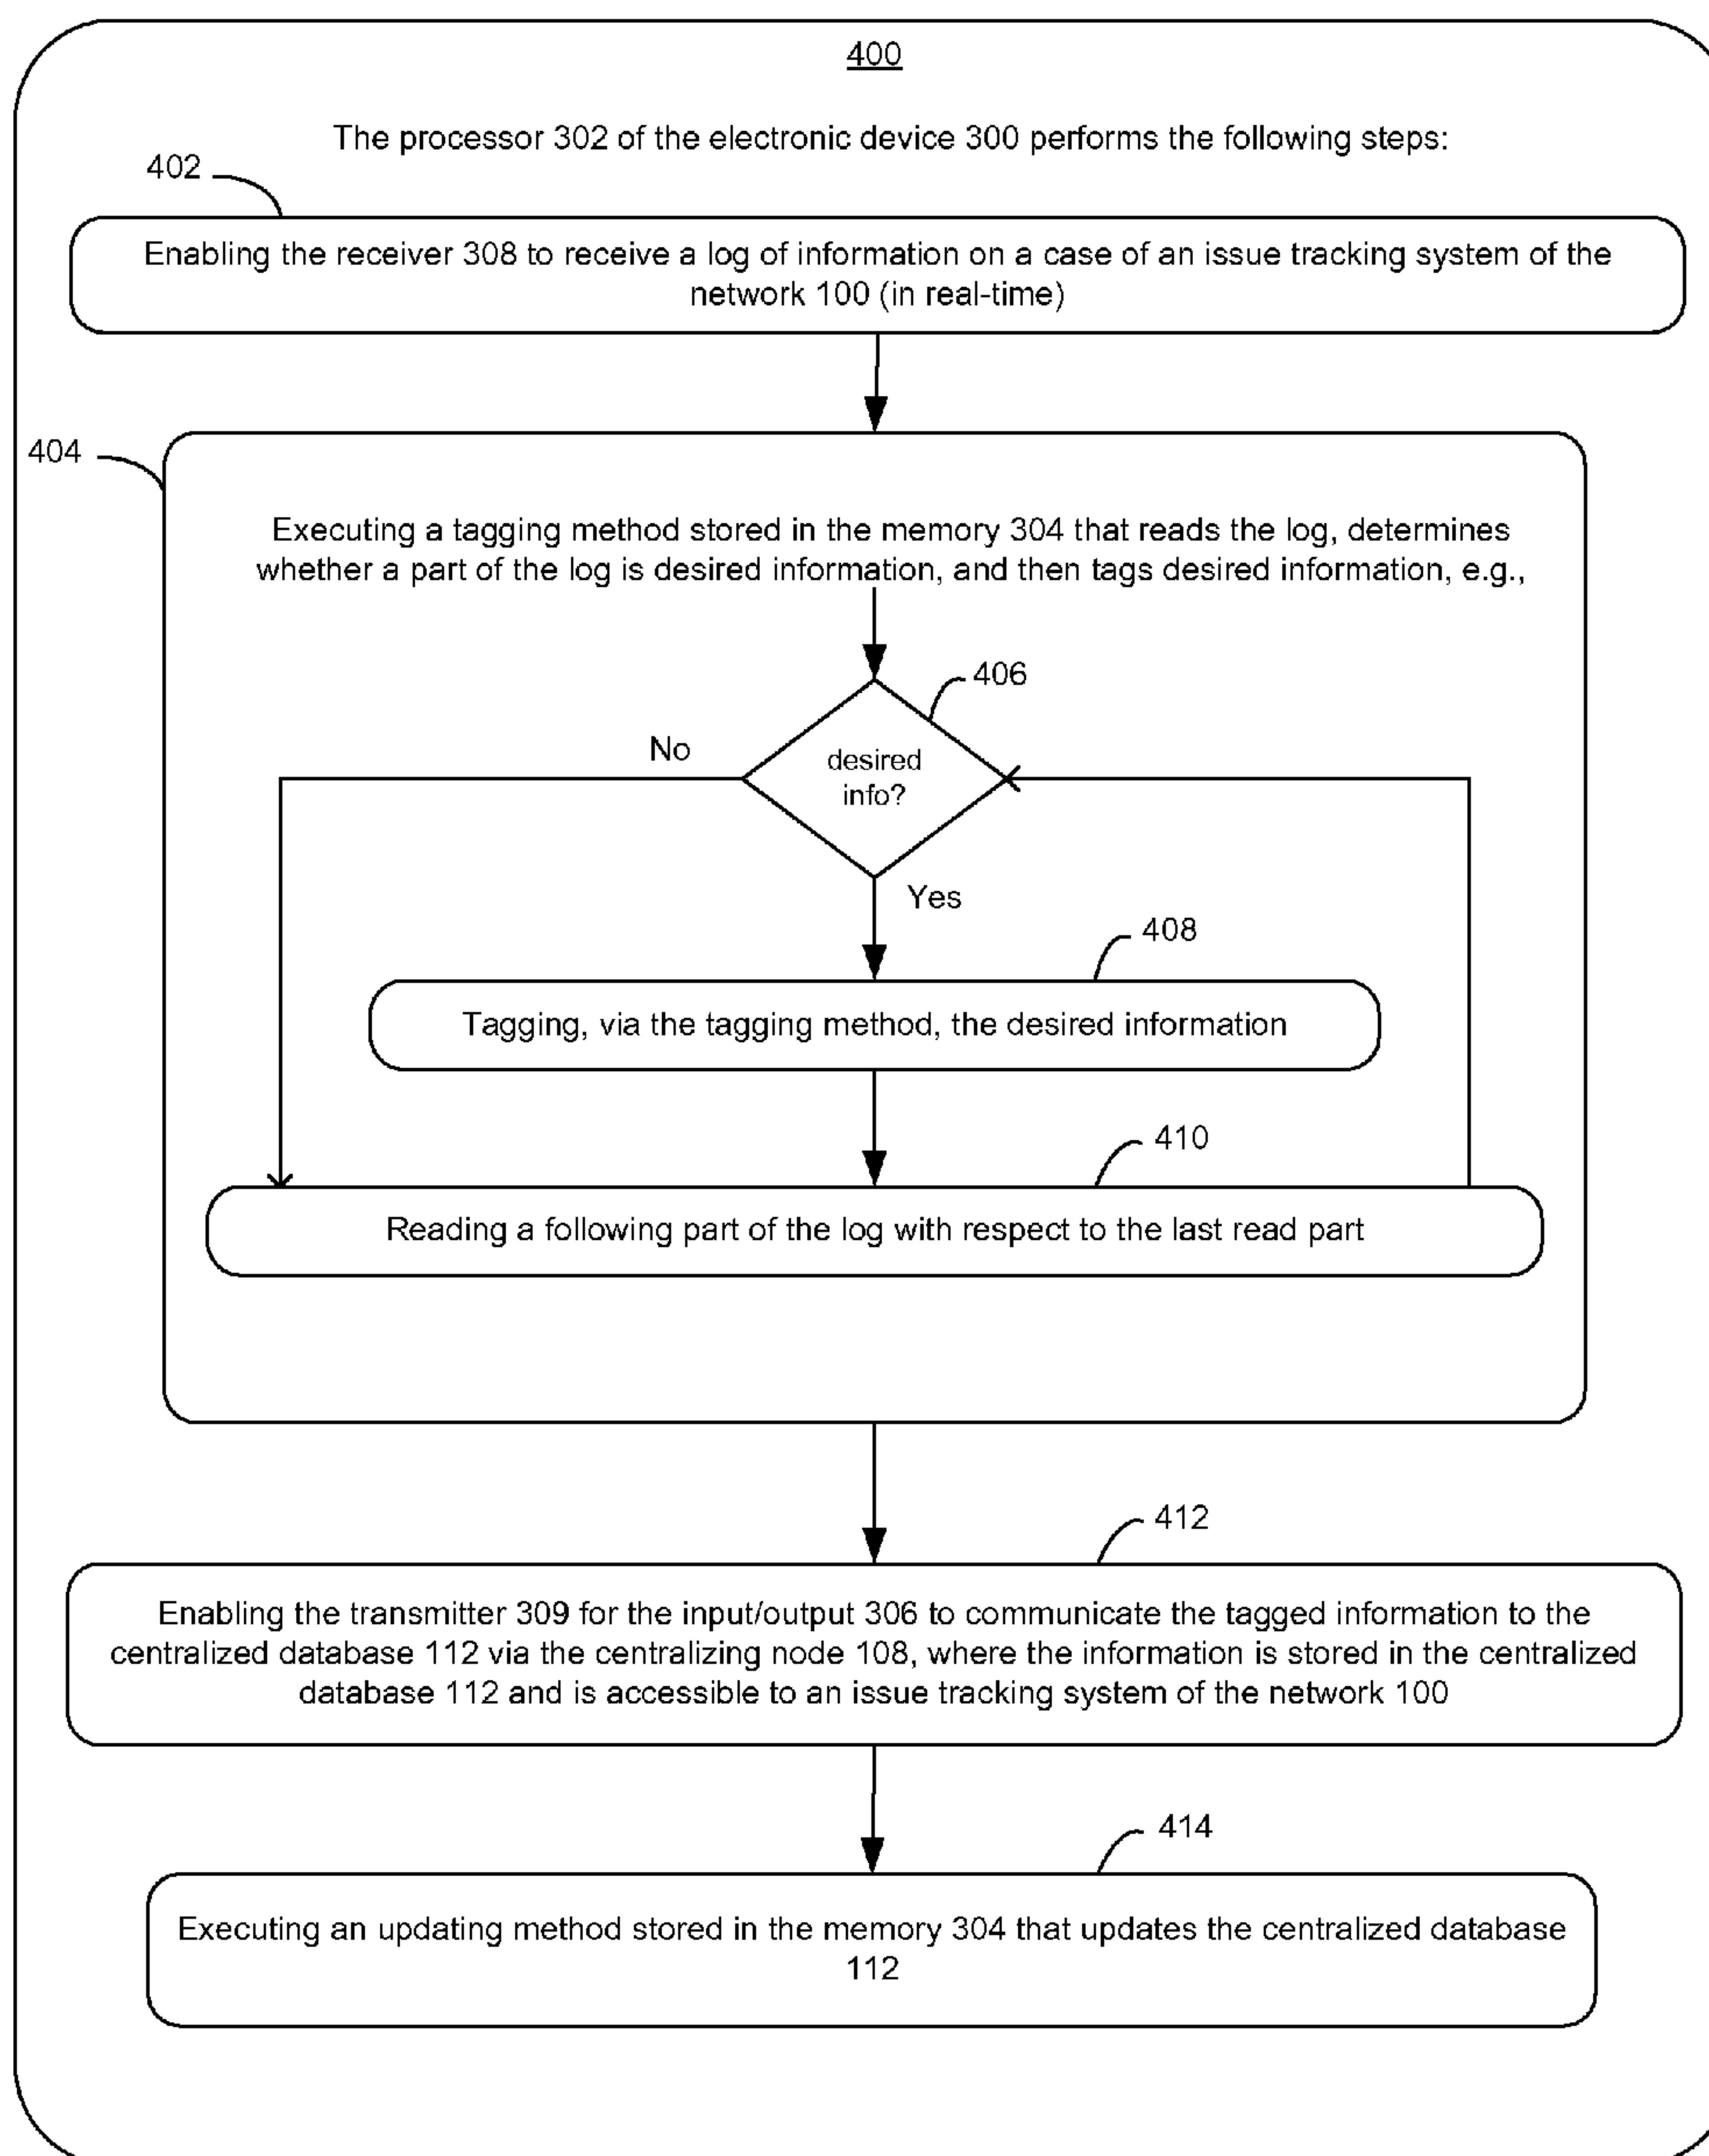 400
The processor 302 of the electronic device 300 performs the following steps:
402
Enabling the receiver 308 to receive a log of information on a case of an issue tracking system of the
network 100 (in real-time)
404
Executing a tagging method stored in the memory 304 that reads the log, determines
whether a part of the log is desired information, and then tags desired information, e.g.,
406
No
desired
info?
Yes
408
Tagging, via the tagging method, the desired information
410
Reading a following part of the log with respect to the last read part
412
Enabling the transmitter 309 for the input/output 306 to communicate the tagged information to the
centralized database 112 via the centralizing node 108, where the information is stored in the centralized
database 112 and is accessible to an issue tracking system of the network 100
414
Executing an updating method stored in the memory 304 that updates the centralized database
112